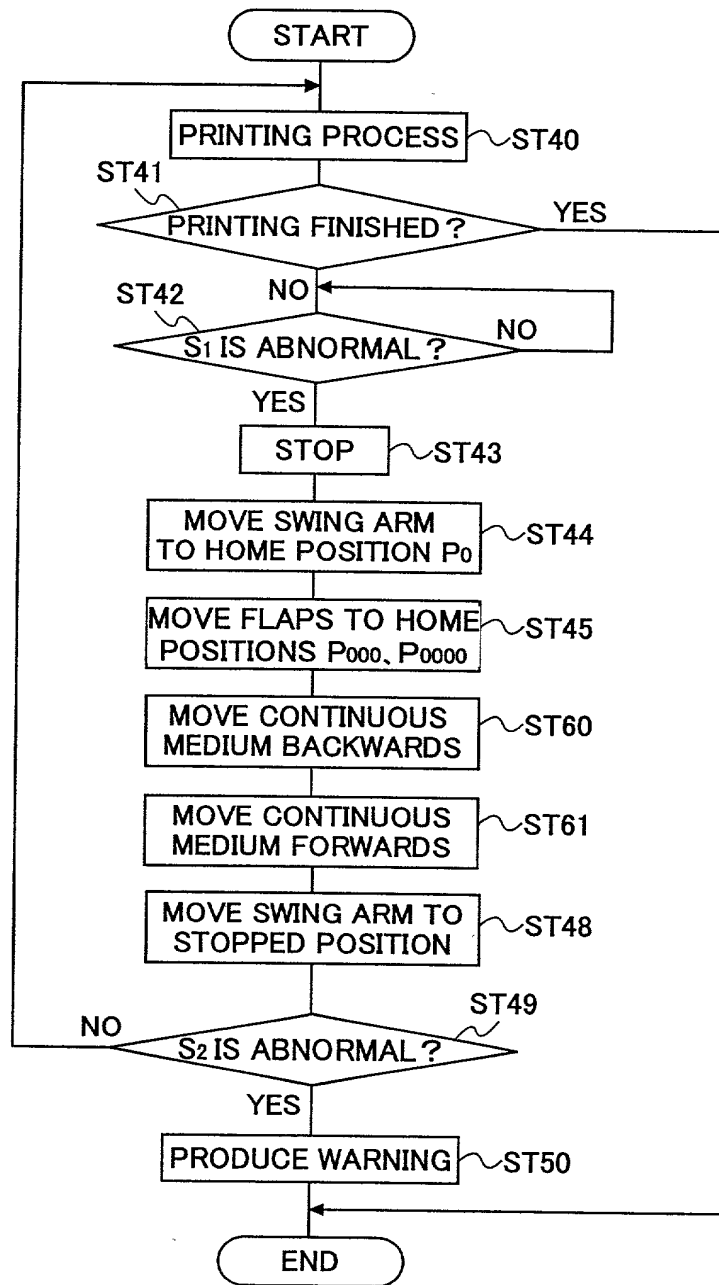 START
PRINTING PROCESS
ST40
ST41
PRINTING FINISHED?
YES
NO
ST42
S1 IS ABNORMAL?
NO
YES
STOP
ST43
MOVE SWING ARM
TO HOME POSITION P0
ST44
MOVE FLAPS TO HOME
POSITIONS P000、P0000
ST45
MOVE CONTINUOUS
MEDIUM BACKWARDS
ST60
MOVE CONTINUOUS
MEDIUM FORWARDS
ST61
MOVE SWING ARM TO
STOPPED POSITION
ST48
ST49
NO
S2 IS ABNORMAL?
YES
PRODUCE WARNING
ST50
END